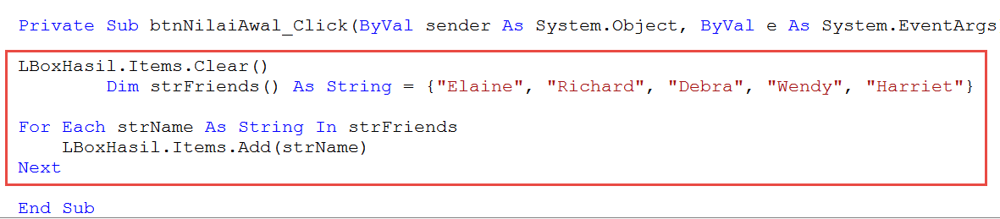 Private Sub btnNilaiAwal_Click(ByVal sender As System.Object, ByVal e As System.EventArgs
LBoxHasil.Items.Clear()
Dim strFriends() As String = {"Elaine", "Richard", "Debra", "Wendy", "Harriet"}
For Each strName As String In strFriends
LBoxHasil.Items.Add(strName)
Next
End Sub